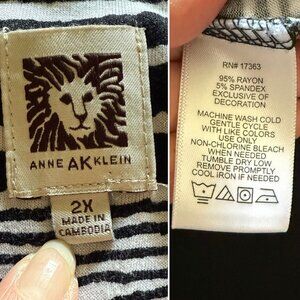 ANNE AKKLEIN
2X
MADE IN
CAMBODIA
RN# 17363
95% RAYON
5% SPANDEX
EXCLUSIVE OF
DECORATION
MACHINE WASH COLD
GENTLE CYCLE
WITH LIKE COLORS
USE ONLY
NON-CHLORINE BLEACH
WHEN NEEDED
TUMBLE DRY LOW
REMOVE PROMPTLY
COOL IRON IF NEEDED